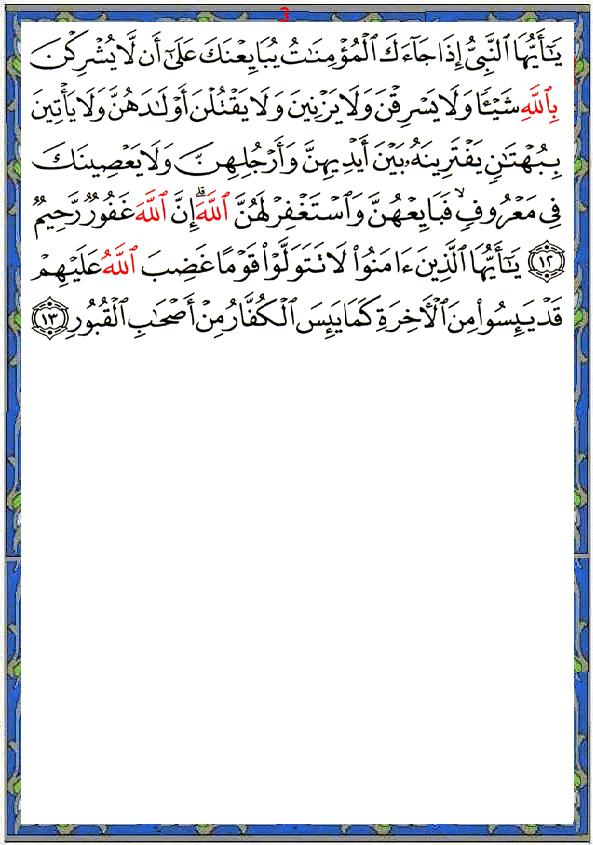 3
يَـٰٓأَيُّهَا ٱلنَّبِىُّ إِذَا جَآءَكَ ٱلْمُؤْمِنَـٰتُ يُبَايِعْنَكَ عَلَىٰٓ أَن لَّا يُشْرِكْنَ
بِٱللَّهِ شَيْـًٔا وَلَا يَسْرِقْنَ وَلَا يَزْنِينَ وَلَا يَقْتُلْنَ أَوْلَـٰدَهُنَّ وَلَا يَأْتِينَ
بِبُهْتَـٰنٍ يَفْتَرِينَهُۥ بَيْنَ أَيْدِيهِنَّ وَأَرْجُلِهِنَّ وَلَا يَعْصِينَكَ
فِى مَعْرُوفٍ ۙ فَبَايِعْهُنَّ وَٱسْتَغْفِرْ لَهُنَّ ٱللَّهَ ۖ إِنَّ ٱللَّهَ غَفُورٌ رَّحِيمٌ
١٢ يَـٰٓأَيُّهَا ٱلَّذِينَ ءَامَنُوا۟ لَا تَتَوَلَّوْا۟ قَوْمًا غَضِبَ ٱللَّهُ عَلَيْهِمْ
قَدْ يَئِسُوا۟ مِنَ ٱلْـَٔاخِرَةِ كَمَا يَئِسَ ٱلْكُفَّارُ مِنْ أَصْحَـٰبِ ٱلْقُبُورِ ١٣